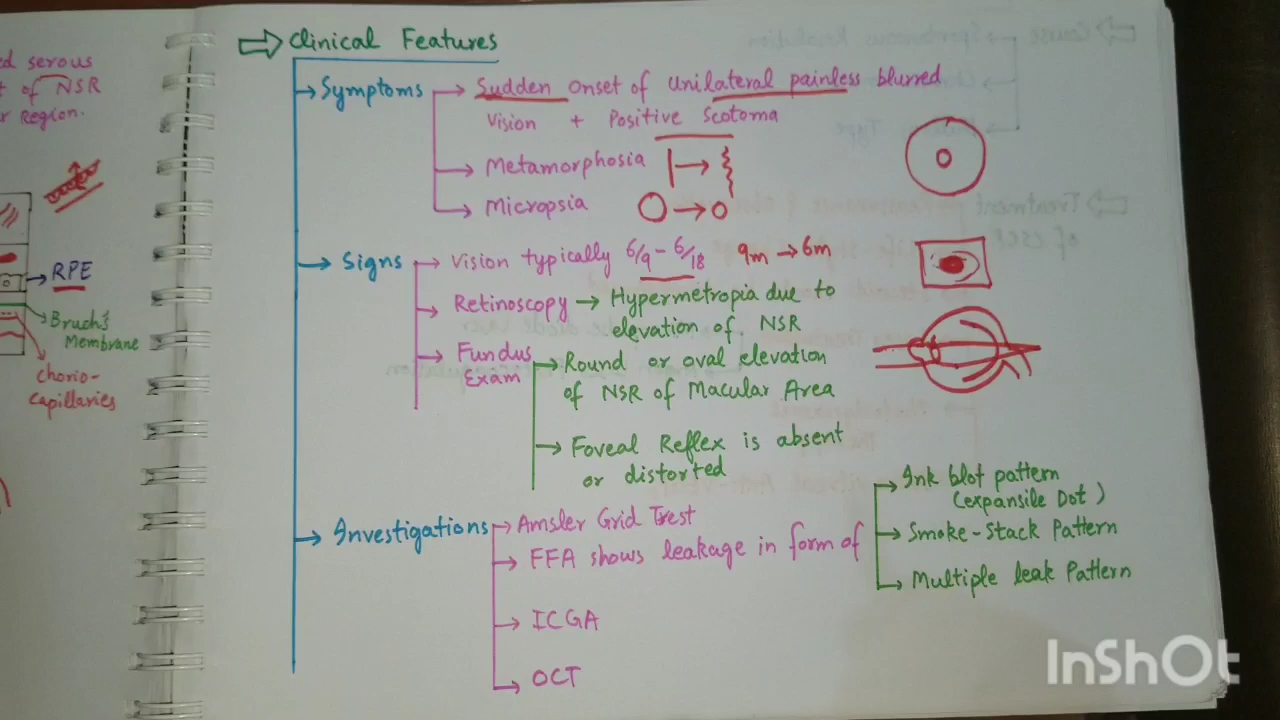 ed serous
t of NSR
r Region.
RPE
Bruch's
Membrane
chorio-
capillaries
Clinical Features
Symptoms
Sudden onset of unilateral painless blurred
Vision + Positive Scotoma
Metamorphosia
Micropsia
Signs
Vision typically 6/9 - 6/18 9m → 6m
Retinoscopy → Hypermetropia due to
elevation of NSR
Fundus
Exam
Round or oval elevation
of NSR of Macular Area
Foveal Reflex is absent
or distorted
Investigations
Amsler Grid Trest
FFA shows leakage in form of
Ink blot pattern
(expansile Dot)
Smoke-Stack Pattern
Multiple leak Pattern
ICGA
OCT
InShOt